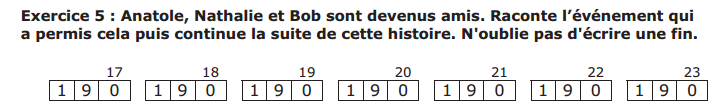 Exercice 5 : Anatole, Nathalie et Bob sont devenus amis. Raconte l’événement qui
a permis cela puis continue la suite de cette histoire. N'oublie pas d'écrire une fin.
17 18 19 20 21 22 23
1 9 0 1 9 0 1 9 0 1 9 0 1 9 0 1 9 0 1 9 0